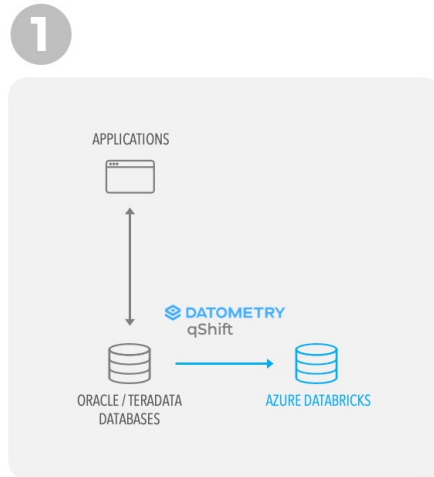 1
APPLICATIONS
DATOMETRY
qShift
ORACLE / TERADATA
DATABASES
AZURE DATABRICKS